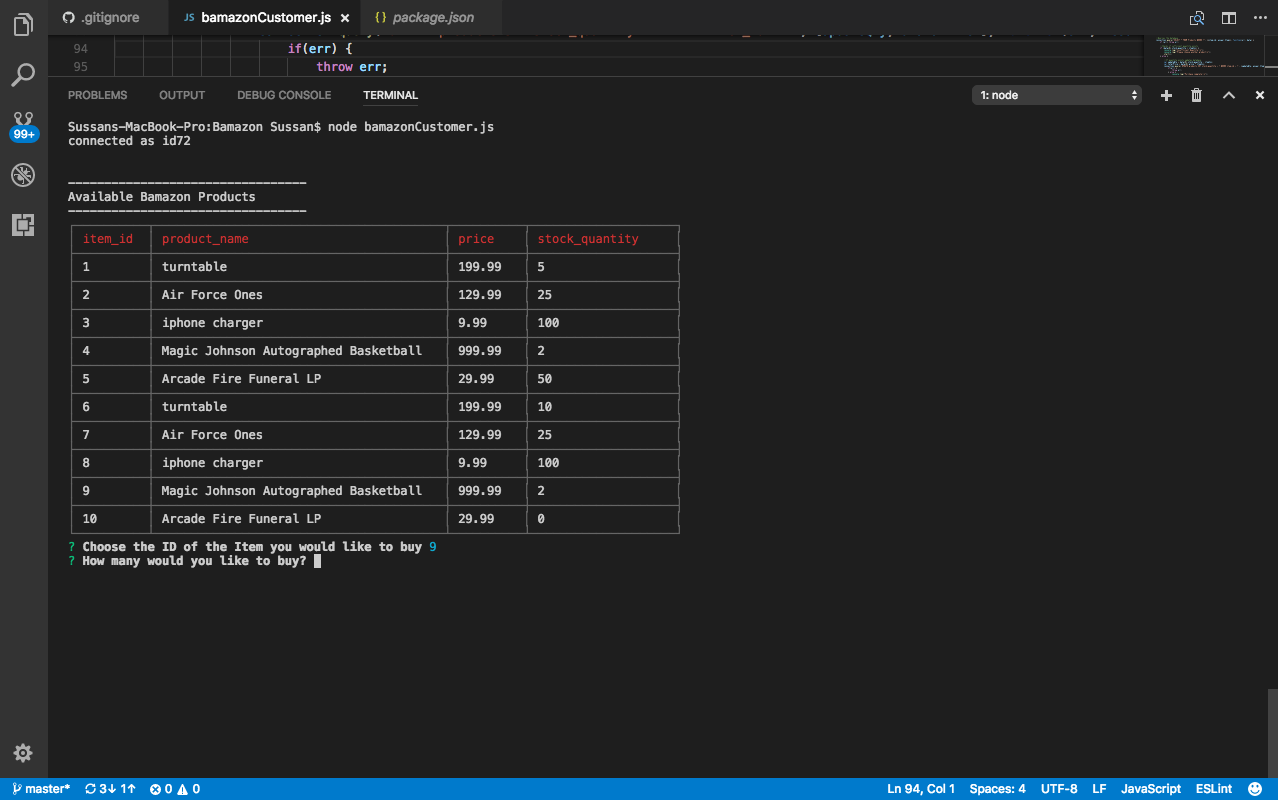 .gitignore
JS bamazonCustomer.js
{} package.json
94 if(err) {
95 throw err;
PROBLEMS OUTPUT DEBUG CONSOLE TERMINAL 1: node
Sussans-MacBook-Pro:Bamazon Sussan$ node bamazonCustomer.js
connected as id72
---------------------------------
Available Bamazon Products
---------------------------------
item_id product_name price stock_quantity
1 turntable 199.99 5
2 Air Force Ones 129.99 25
3 iphone charger 9.99 100
4 Magic Johnson Autographed Basketball 999.99 2
5 Arcade Fire Funeral LP 29.99 50
6 turntable 199.99 10
7 Air Force Ones 129.99 25
8 iphone charger 9.99 100
9 Magic Johnson Autographed Basketball 999.99 2
10 Arcade Fire Funeral LP 29.99 0
? Choose the ID of the Item you would like to buy 9
? How many would you like to buy?
99+
master* 3↓ 1↑ 0 0 Ln 94, Col 1 Spaces: 4 UTF-8 LF JavaScript ESLint